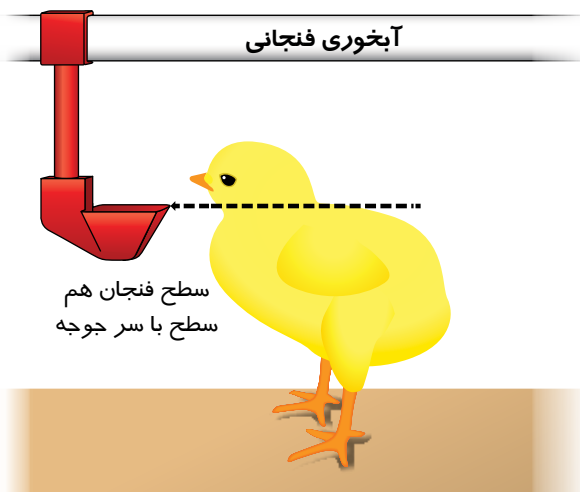 آبخوری فنجانی
سطح فنجان هم
سطح با سر جوجه